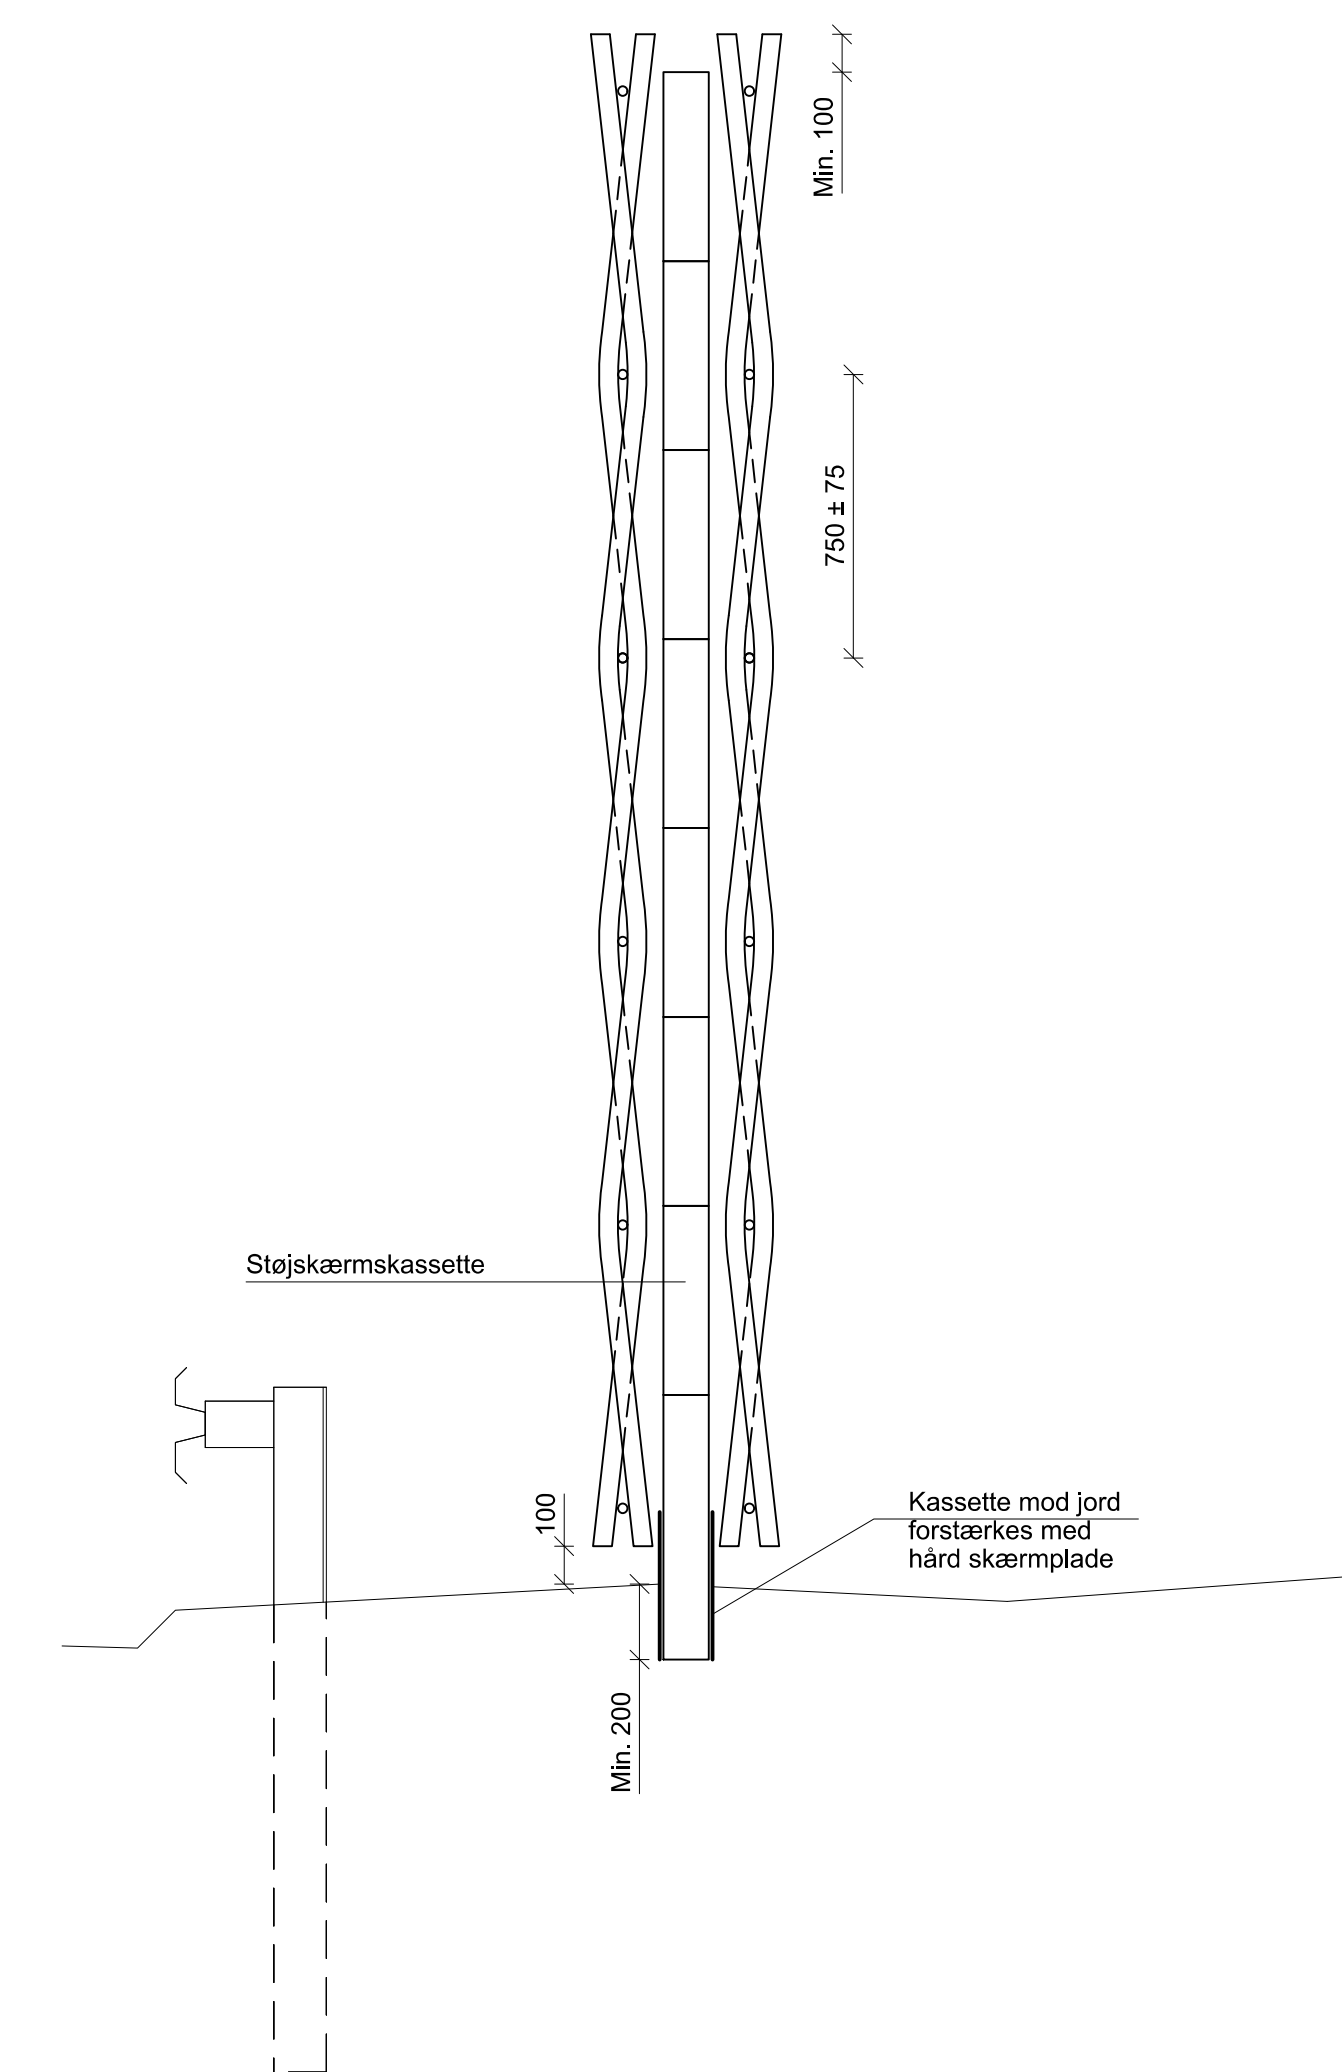 Min. 100
750 ± 75
Støjskærmskassette
100
Kassette mod jord
forstærkes med
hård skærmplade
Min. 200